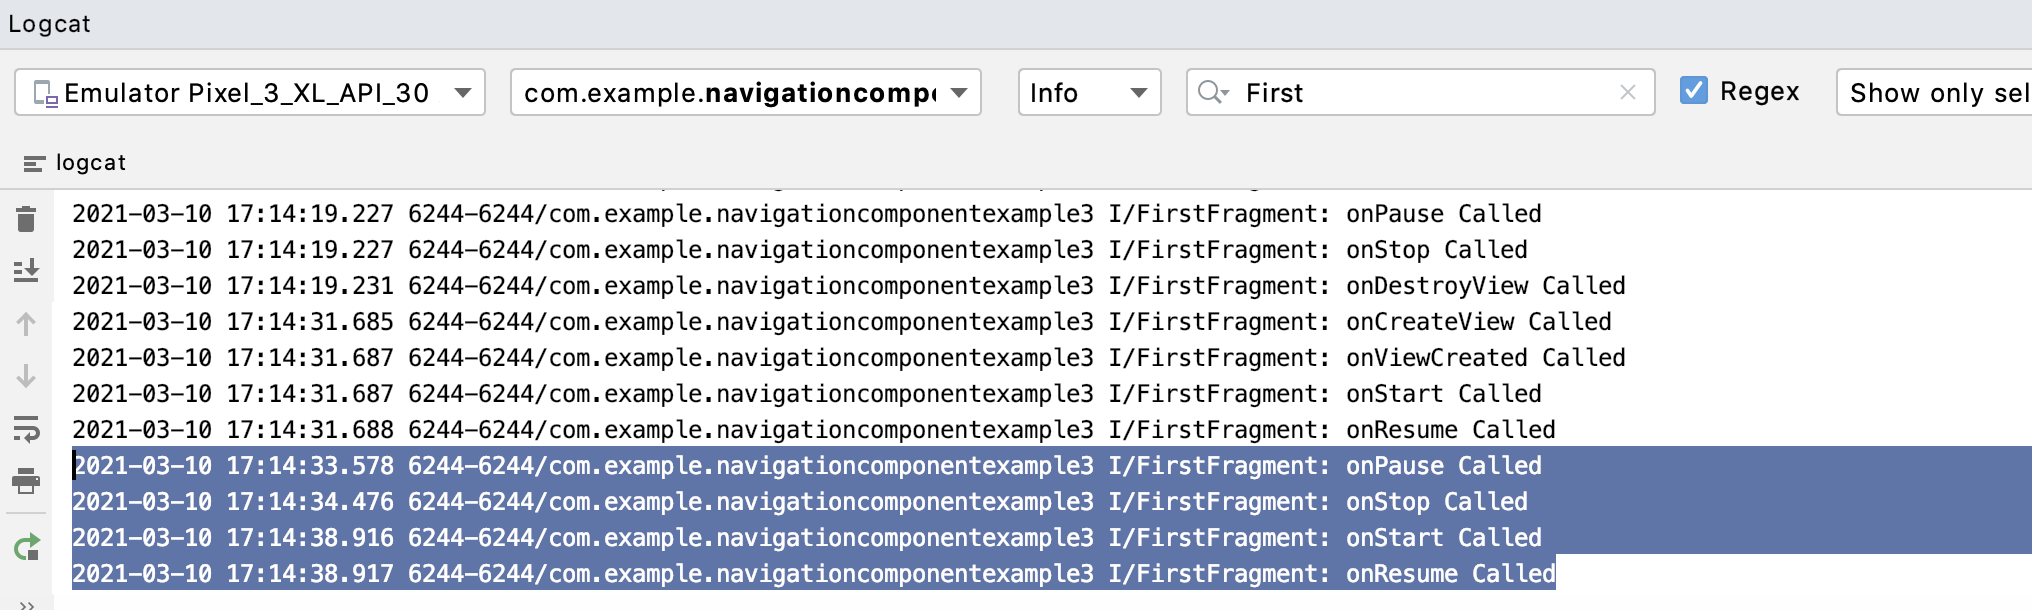 Logcat
Emulator Pixel_3_XL_API_30 com.example.navigationcomp Info First Regex Show only sel
logcat
2021-03-10 17:14:19.227 6244-6244/com.example.navigationcomponentexample3 I/FirstFragment: onPause Called
2021-03-10 17:14:19.227 6244-6244/com.example.navigationcomponentexample3 I/FirstFragment: onStop Called
2021-03-10 17:14:19.231 6244-6244/com.example.navigationcomponentexample3 I/FirstFragment: onDestroyView Called
2021-03-10 17:14:31.685 6244-6244/com.example.navigationcomponentexample3 I/FirstFragment: onCreateView Called
2021-03-10 17:14:31.687 6244-6244/com.example.navigationcomponentexample3 I/FirstFragment: onViewCreated Called
2021-03-10 17:14:31.687 6244-6244/com.example.navigationcomponentexample3 I/FirstFragment: onStart Called
2021-03-10 17:14:31.688 6244-6244/com.example.navigationcomponentexample3 I/FirstFragment: onResume Called
2021-03-10 17:14:33.578 6244-6244/com.example.navigationcomponentexample3 I/FirstFragment: onPause Called
2021-03-10 17:14:34.476 6244-6244/com.example.navigationcomponentexample3 I/FirstFragment: onStop Called
2021-03-10 17:14:38.916 6244-6244/com.example.navigationcomponentexample3 I/FirstFragment: onStart Called
2021-03-10 17:14:38.917 6244-6244/com.example.navigationcomponentexample3 I/FirstFragment: onResume Called